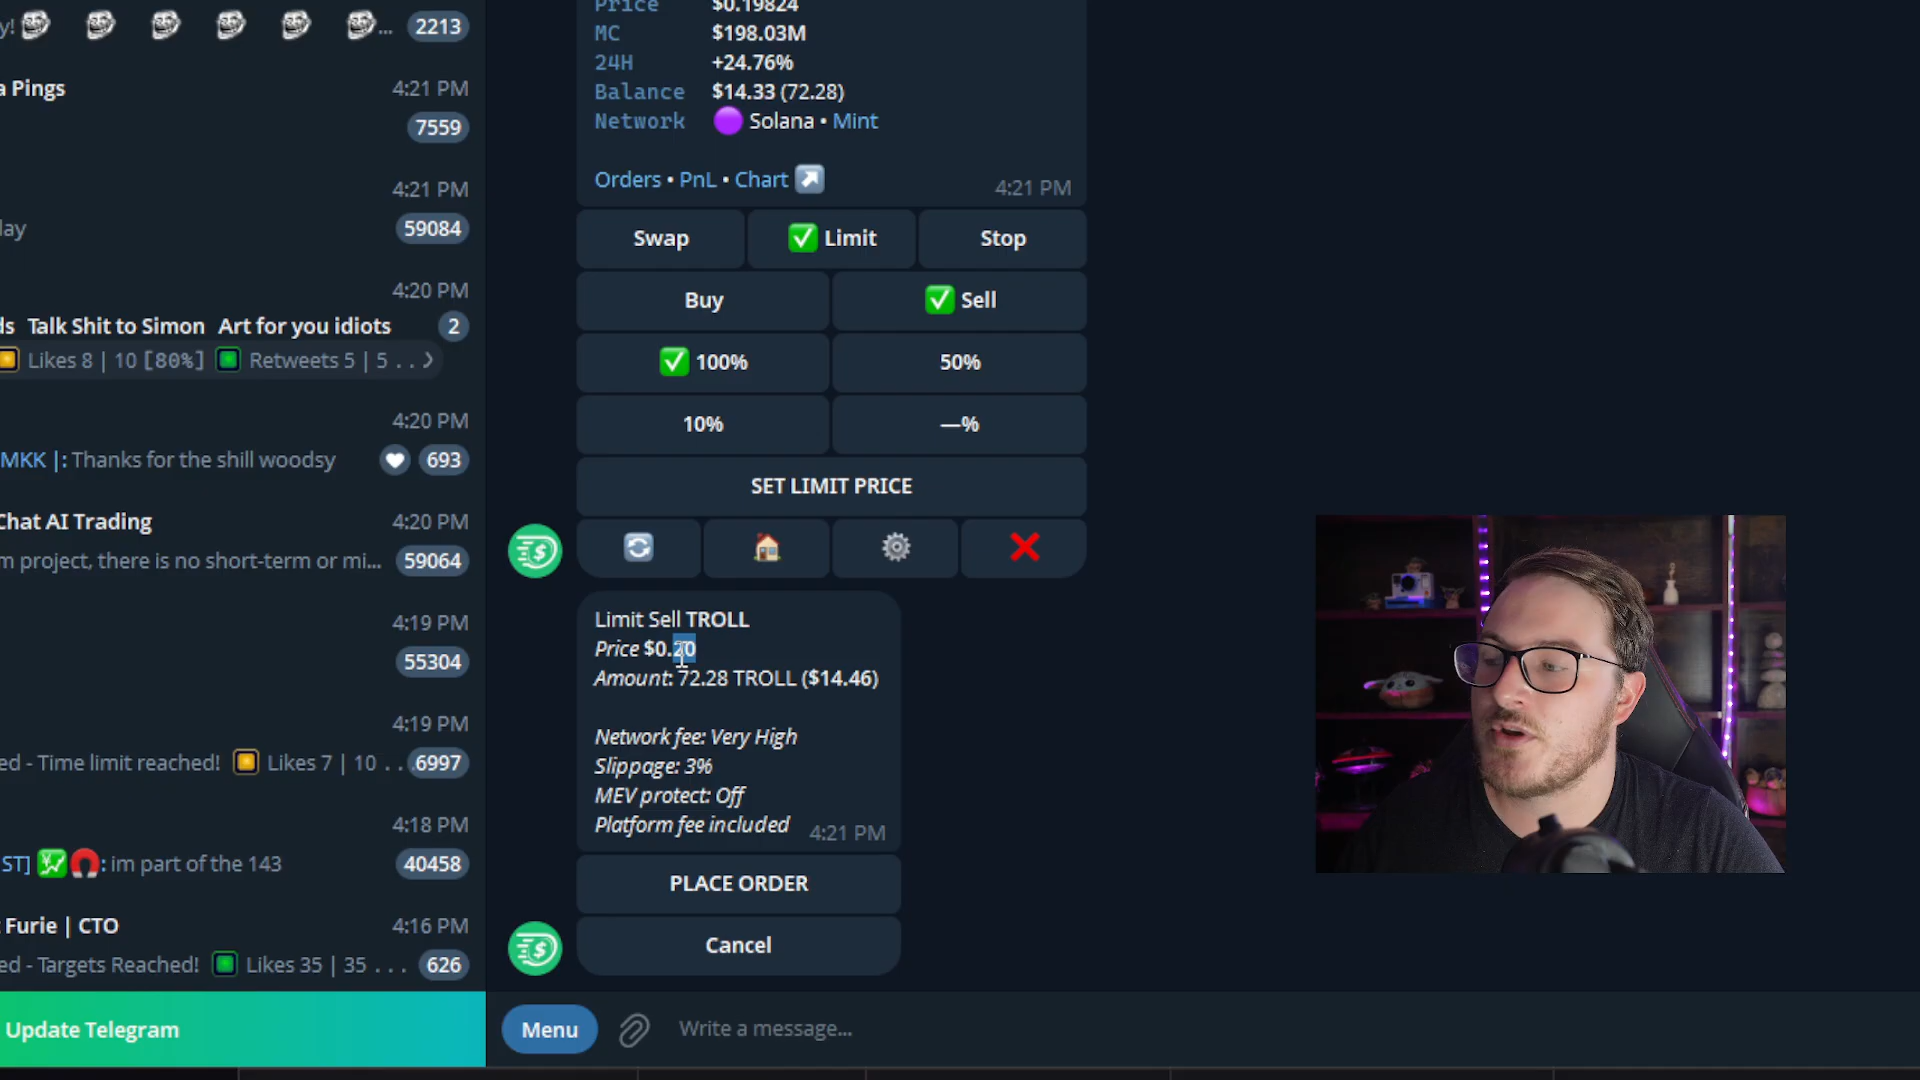 y!
...
2213
a Pings
4:21 PM
7559
4:21 PM
lay
59084
4:20 PM
ds Talk Shit to Simon Art for you idiots
2
Likes 8 | 10 [80%] Retweets 5 | 5 . . >
4:20 PM
MKK |: Thanks for the shill woodsy
693
Chat AI Trading
4:20 PM
m project, there is no short-term or mi...
59064
4:19 PM
55304
4:19 PM
ed - Time limit reached! Likes 7 | 10 . .
6997
4:18 PM
ST] : im part of the 143
40458
t Furie | CTO
4:16 PM
ed - Targets Reached! Likes 35 | 35 . . .
626
Update Telegram
Price $0.19824
MC $198.03M
24H +24.76%
Balance $14.33 (72.28)
Network Solana • Mint
Orders • PnL • Chart
4:21 PM
Swap
Limit
Stop
Buy
Sell
100%
50%
10%
—%
SET LIMIT PRICE
Limit Sell TROLL
Price $0.20
Amount: 72.28 TROLL ($14.46)
Network fee: Very High
Slippage: 3%
MEV protect: Off
Platform fee included
4:21 PM
PLACE ORDER
Cancel
Menu
Write a message...